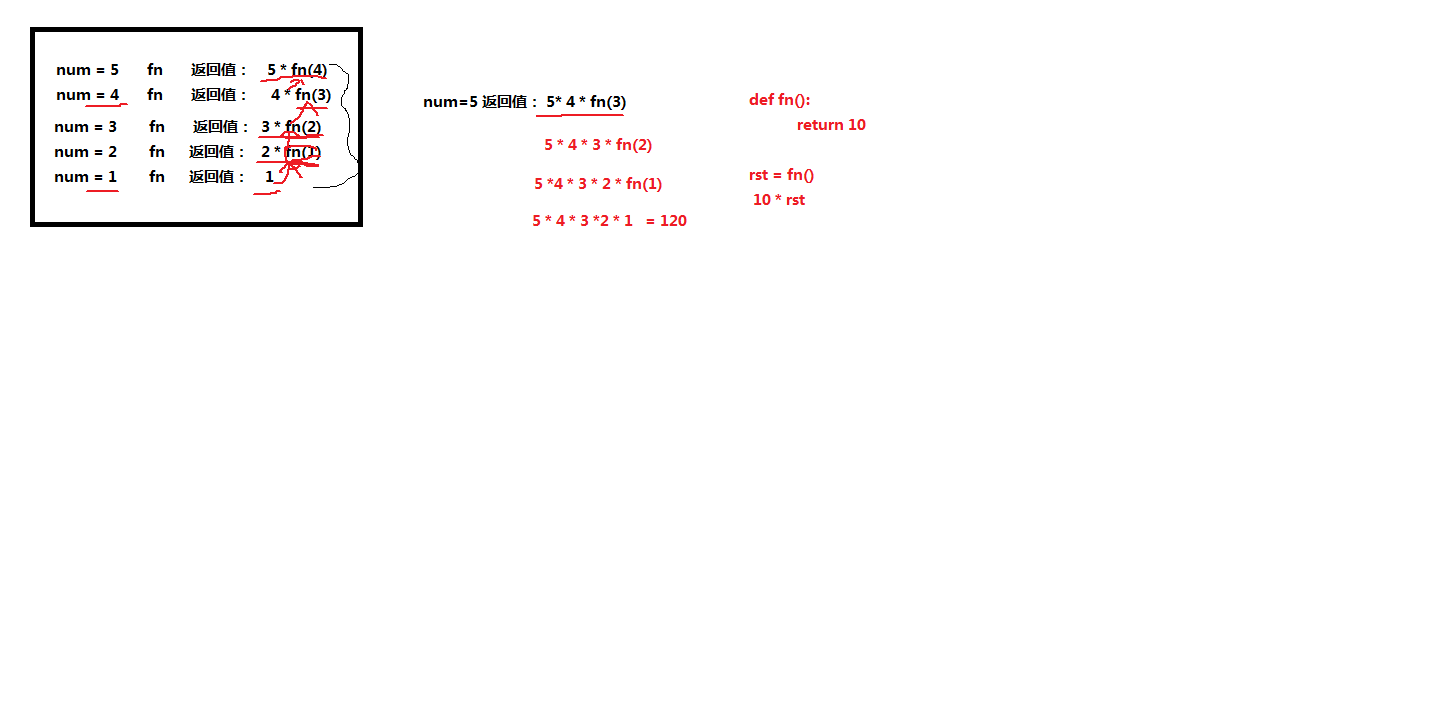 num = 5 fn 返回值： 5 * fn(4)
num = 4 fn 返回值： 4 * fn(3)
num = 3 fn 返回值： 3 * fn(2)
num = 2 fn 返回值： 2 * fn(1)
num = 1 fn 返回值： 1
num=5 返回值： 5* 4 * fn(3)
5 * 4 * 3 * fn(2)
5 *4 * 3 * 2 * fn(1)
5 * 4 * 3 *2 * 1 = 120
def fn():
return 10
rst = fn()
10 * rst